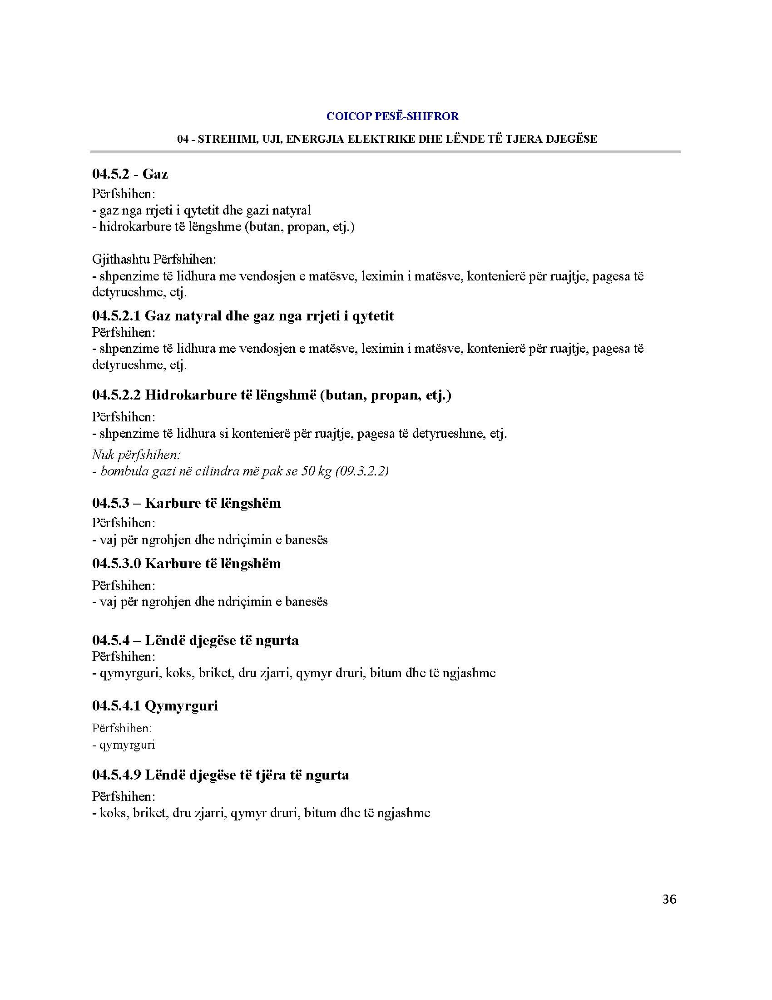 COICOP PESË-SHIFROR
04 - STREHIMI, UJI, ENERGJIA ELEKTRIKE DHE LËNDE TË TJERA DJEGËSE
04.5.2 - Gaz
Përfshihen:
- gaz nga rrjeti i qytetit dhe gazi natyral
- hidrokarbure të lëngshme (butan, propan, etj.)
Gjithashtu Përfshihen:
- shpenzime të lidhura me vendosjen e matësve, leximin i matësve, kontenierë për ruajtje, pagesa të
detyrueshme, etj.
04.5.2.1 Gaz natyral dhe gaz nga rrjeti i qytetit
Përfshihen:
- shpenzime të lidhura me vendosjen e matësve, leximin i matësve, kontenierë për ruajtje, pagesa të
detyrueshme, etj.
04.5.2.2 Hidrokarbure të lëngshmë (butan, propan, etj.)
Përfshihen:
- shpenzime të lidhura si kontenierë për ruajtje, pagesa të detyrueshme, etj.
Nuk përfshihen:
- bombula gazi në cilindra më pak se 50 kg (09.3.2.2)
04.5.3 – Karbure të lëngshëm
Përfshihen:
- vaj për ngrohjen dhe ndriçimin e banesës
04.5.3.0 Karbure të lëngshëm
Përfshihen:
- vaj për ngrohjen dhe ndriçimin e banesës
04.5.4 – Lëndë djegëse të ngurta
Përfshihen:
- qymyrguri, koks, briket, dru zjarri, qymyr druri, bitum dhe të ngjashme
04.5.4.1 Qymyrguri
Përfshihen:
- qymyrguri
04.5.4.9 Lëndë djegëse të tjëra të ngurta
Përfshihen:
- koks, briket, dru zjarri, qymyr druri, bitum dhe të ngjashme
36